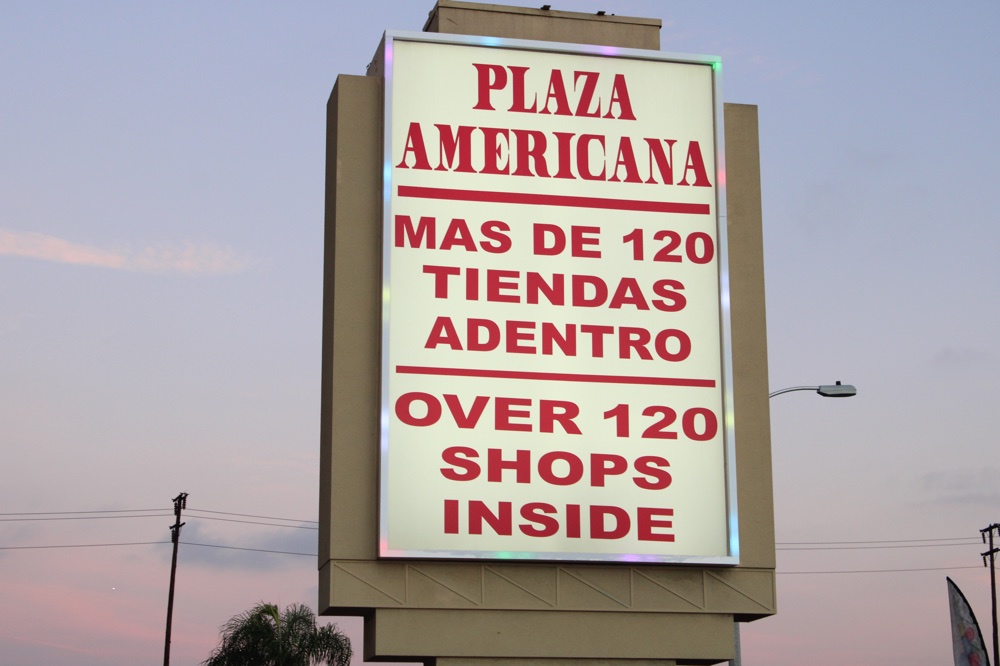 PLAZA
AMERICANA
MAS DE 120
TIENDAS
ADENTRO
OVER 120
SHOPS
INSIDE